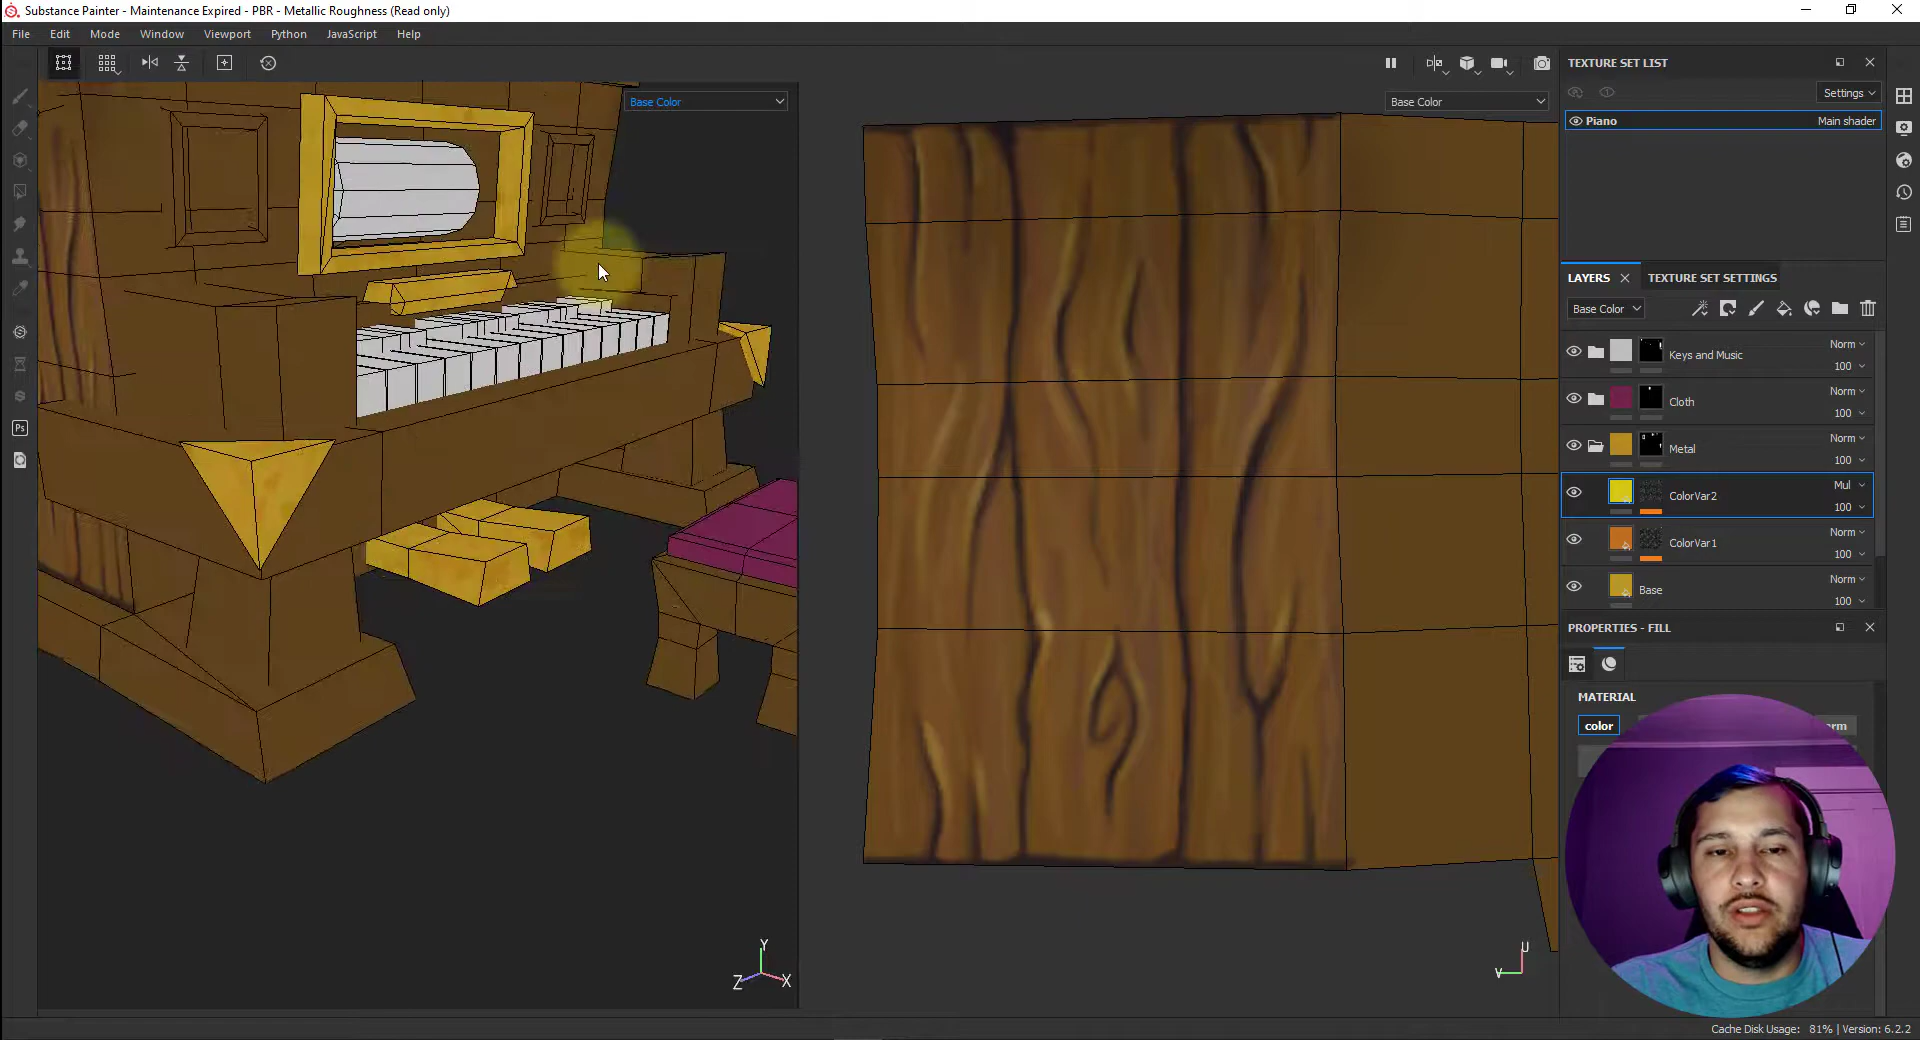 Substance Painter - Maintenance Expired - PBR - Metallic Roughness (Read only)
File Edit Mode Window Viewport Python JavaScript Help
Base Color
Base Color
TEXTURE SET LIST
Settings
Piano Main shader
LAYERS TEXTURE SET SETTINGS
Base Color
Keys and Music Norm 100
Cloth Norm 100
Metal Norm 100
ColorVar2 Mul 100
ColorVar1 Norm 100
Base Norm 100
PROPERTIES - FILL
MATERIAL
color
Ps
Y
Z X
U
V
Cache Disk Usage: 81% | Version: 6.2.2